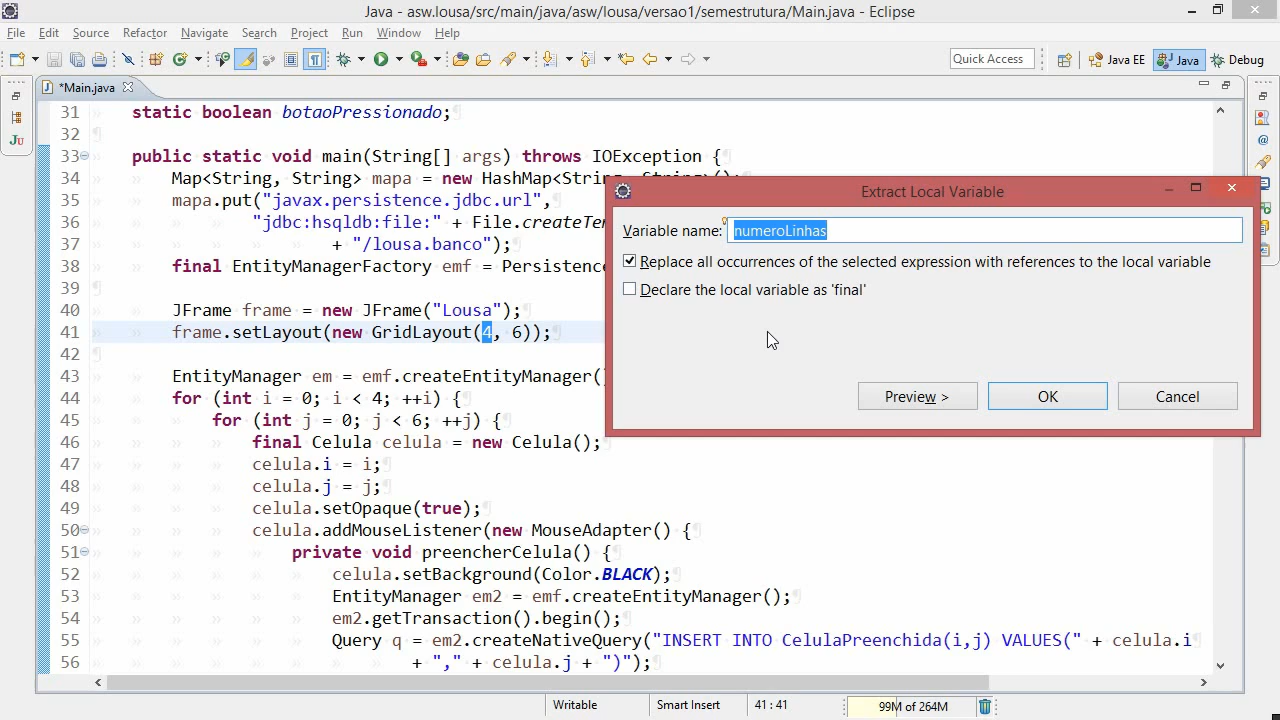 Java - asw.lousa/src/main/java/asw/lousa/versao1/semestrutura/Main.java - Eclipse
File Edit Source Refactor Navigate Search Project Run Window Help
Quick Access Java EE Java Debug
*Main.java
31 static boolean botaoPressionado;
32
33 public static void main(String[] args) throws IOException {
34 Map<String, String> mapa = new HashMap<String, String>();
35 mapa.put("javax.persistence.jdbc.url",
36 "jdbc:hsqldb:file:" + File.createTe
37 + "/lousa.banco");
38 final EntityManagerFactory emf = Persistenc
39
40 JFrame frame = new JFrame("Lousa");
41 frame.setLayout(new GridLayout(4, 6));
42
43 EntityManager em = emf.createEntityManager(
44 for (int i = 0; i < 4; ++i) {
45 for (int j = 0; j < 6; ++j) {
46 final Celula celula = new Celula();
47 celula.i = i;
48 celula.j = j;
49 celula.setOpaque(true);
50 celula.addMouseListener(new MouseAdapter() {
51 private void preencherCelula() {
52 celula.setBackground(Color.BLACK);
53 EntityManager em2 = emf.createEntityManager();
54 em2.getTransaction().begin();
55 Query q = em2.createNativeQuery("INSERT INTO CelulaPreenchida(i,j) VALUES(" + celula.i
56 + "," + celula.j + ")");
Extract Local Variable
Variable name: numeroLinhas
Replace all occurrences of the selected expression with references to the local variable
Declare the local variable as 'final'
Preview > OK Cancel
Writable Smart Insert 41 : 41 99M of 264M